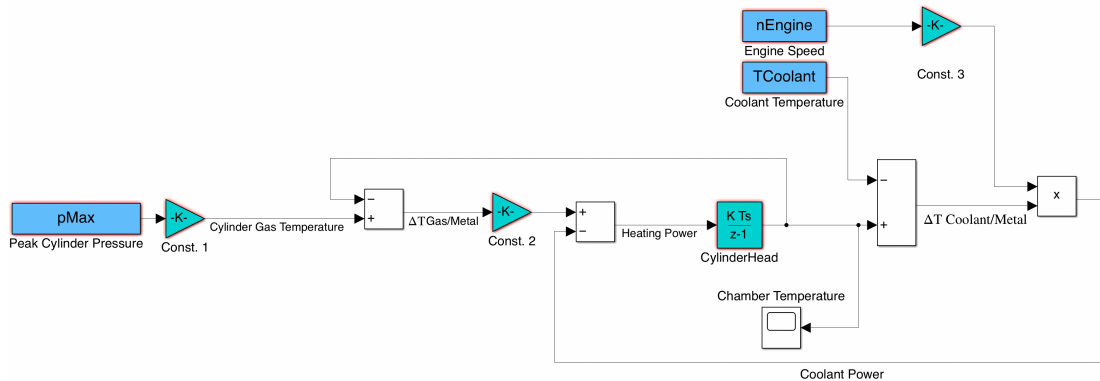 nEngine
-K-
Engine Speed
TCoolant
Const. 3
Coolant Temperature
−
−
x
pMax
-K-
-K-
+
+
Cylinder Gas Temperature
ΔTGas/Metal
ΔT Coolant/Metal
K Ts
z-1
+
−
Heating Power
Peak Cylinder Pressure
Const. 1
Const. 2
CylinderHead
Chamber Temperature
Coolant Power